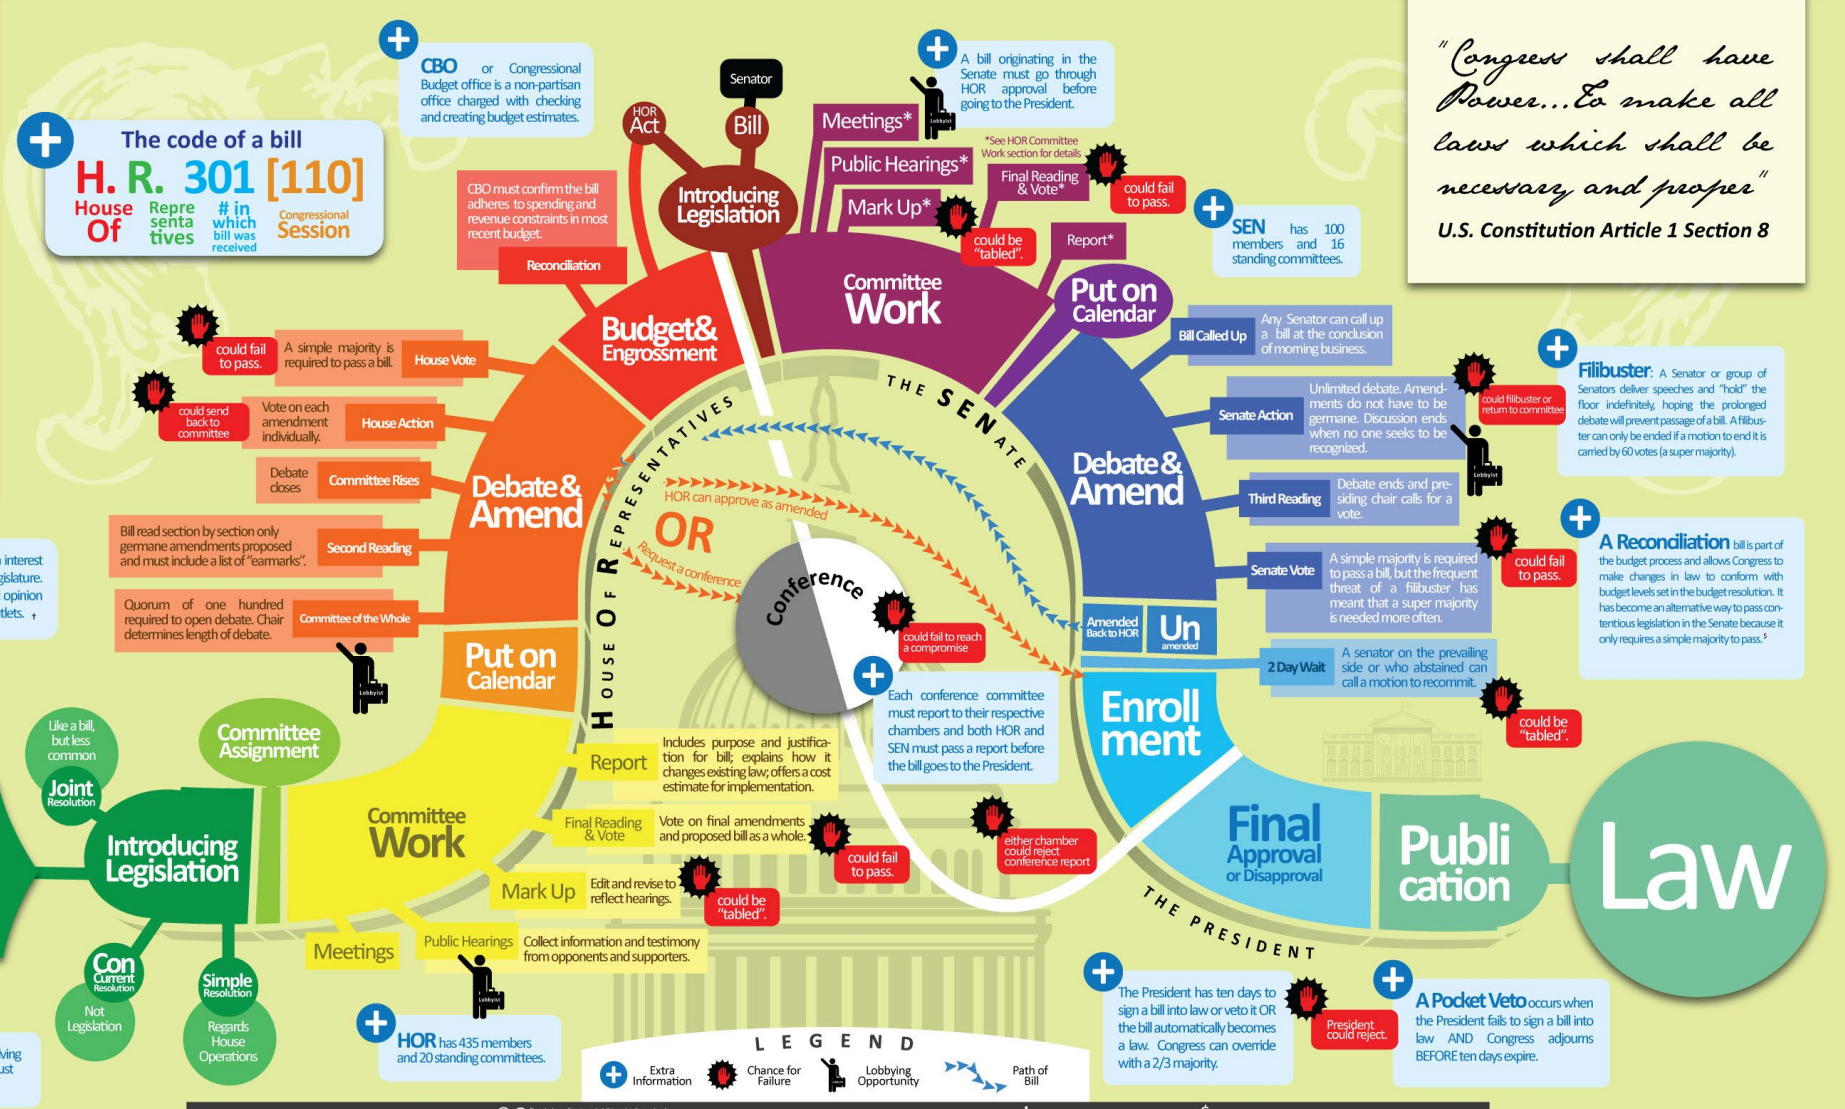 CBO or Congressional
Budget office is a non-partisan
office charged with checking
and creating budget estimates.
The code of a bill
H. R. 301 [110]
House
Of
Repre
senta
tives
# in
which
bill was
received
Congressional
Session
CBO must confirm the bill
adheres to spending and
revenue constraints in most
recent budget.
Reconciliation
HOR
Act
Senator
Bill
Introducing
Legislation
Meetings*
Public Hearings*
Mark Up*
could be
"tabled".
A bill originating in the
Senate must go through
HOR approval before
going to the President.
Lobbyist
*See HOR Committee
Work section for details
Final Reading
& Vote*
could fail
to pass.
Report*
SEN has 100
members and 16
standing committees.
"Congress shall have
Power...To make all
laws which shall be
necessary and proper"
U.S. Constitution Article 1 Section 8
Budget&
Engrossment
Committee
Work
Put on
Calendar
THE SENATE
HOUSE OF REPRESENTATIVES
could fail
to pass.
A simple majority is
required to pass a bill.
House Vote
could send
back to
committee
Vote on each
amendment
individually.
House Action
Debate
closes
Committee Rises
Bill read section by section only
germane amendments proposed
and must include a list of "earmarks".
Second Reading
Quorum of one hundred
required to open debate. Chair
determines length of debate.
Committee of the Whole
Lobbyist
Debate &
Amend
Put on
Calendar
HOR can approve as amended
OR
Request a conference
Conference
could fail to reach
a compromise
Each conference committee
must report to their respective
chambers and both HOR and
SEN must pass a report before
the bill goes to the President.
either chamber
could reject
conference report
Bill Called Up
Any Senator can call up
a bill at the conclusion
of morning business.
Senate Action
Unlimited debate. Amend-
ments do not have to be
germane. Discussion ends
when no one seeks to be
recognized.
could filibuster or
return to committee
Lobbyist
Third Reading
Debate ends and pre-
siding chair calls for a
vote.
Senate Vote
A simple majority is required
to pass a bill, but the frequent
threat of a filibuster has
meant that a super majority
is needed more often.
could fail
to pass.
Debate &
Amend
Amended
Back to HOR
Un
amended
2 Day Wait
A senator on the prevailing
side or who abstained can
call a motion to recommit.
could be
"tabled".
Filibuster: A Senator or group of
Senators deliver speeches and "hold" the
floor indefinitely, hoping the prolonged
debate will prevent passage of a bill. A filibus-
ter can only be ended if a motion to end it is
carried by 60 votes (a super majority).
A Reconciliation bill is part of
the budget process and allows Congress to
make changes in law to conform with
budget levels set in the budget resolution. It
has become an alternative way to pass con-
tentious legislation in the Senate because it
only requires a simple majority to pass. §
interest
gislature.
opinion
tlets. †
Like a bill,
but less
common
Joint
Resolution
Introducing
Legislation
Con
Current
Resolution
Not
Legislation
Simple
Resolution
Regards
House
Operations
Committee
Assignment
Committee
Work
Report
Includes purpose and justifica-
tion for bill; explains how it
changes existing law; offers a cost
estimate for implementation.
Final Reading
& Vote
Vote on final amendments
and proposed bill as a whole.
could fail
to pass.
Mark Up
Edit and revise to
reflect hearings.
could be
"tabled".
Public Hearings
Collect information and testimony
from opponents and supporters.
Lobbyist
Meetings
HOR has 435 members
and 20 standing committees.
Enroll
ment
Final
Approval
or Disapproval
THE PRESIDENT
Publi
cation
Law
The President has ten days to
sign a bill into law or veto it OR
the bill automatically becomes
a law. Congress can override
with a 2/3 majority.
President
could reject.
A Pocket Veto occurs when
the President fails to sign a bill into
law AND Congress adjourns
BEFORE ten days expire.
LEGEND
Extra
Information
Chance for
Failure
Lobbyist
Lobbying
Opportunity
Path of
Bill
ving
ust